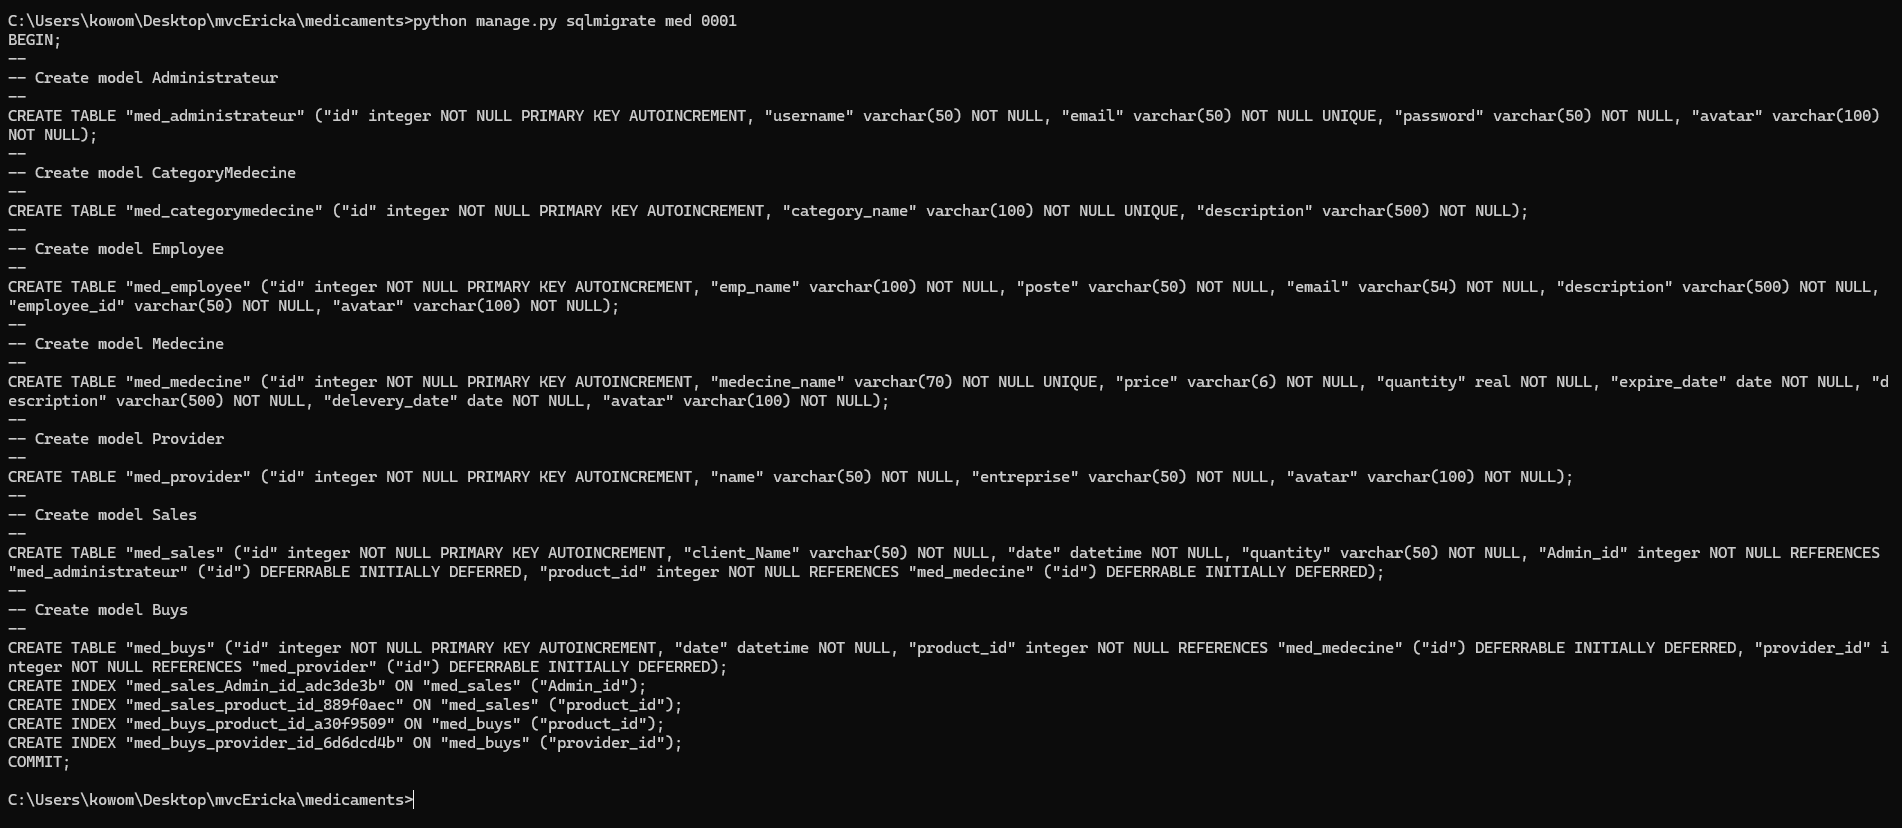 C:\Users\kowom\Desktop\mvcEricka\medicaments>python manage.py sqlmigrate med 0001
BEGIN;
--
-- Create model Administrateur
--
CREATE TABLE "med_administrateur" ("id" integer NOT NULL PRIMARY KEY AUTOINCREMENT, "username" varchar(50) NOT NULL, "email" varchar(50) NOT NULL UNIQUE, "password" varchar(50) NOT NULL, "avatar" varchar(100)
NOT NULL);
--
-- Create model CategoryMedecine
--
CREATE TABLE "med_categorymedecine" ("id" integer NOT NULL PRIMARY KEY AUTOINCREMENT, "category_name" varchar(100) NOT NULL UNIQUE, "description" varchar(500) NOT NULL);
--
-- Create model Employee
--
CREATE TABLE "med_employee" ("id" integer NOT NULL PRIMARY KEY AUTOINCREMENT, "emp_name" varchar(100) NOT NULL, "poste" varchar(50) NOT NULL, "email" varchar(54) NOT NULL, "description" varchar(500) NOT NULL,
"employee_id" varchar(50) NOT NULL, "avatar" varchar(100) NOT NULL);
--
-- Create model Medecine
--
CREATE TABLE "med_medecine" ("id" integer NOT NULL PRIMARY KEY AUTOINCREMENT, "medecine_name" varchar(70) NOT NULL UNIQUE, "price" varchar(6) NOT NULL, "quantity" real NOT NULL, "expire_date" date NOT NULL, "d
escription" varchar(500) NOT NULL, "delevery_date" date NOT NULL, "avatar" varchar(100) NOT NULL);
--
-- Create model Provider
--
CREATE TABLE "med_provider" ("id" integer NOT NULL PRIMARY KEY AUTOINCREMENT, "name" varchar(50) NOT NULL, "entreprise" varchar(50) NOT NULL, "avatar" varchar(100) NOT NULL);
--
-- Create model Sales
--
CREATE TABLE "med_sales" ("id" integer NOT NULL PRIMARY KEY AUTOINCREMENT, "client_Name" varchar(50) NOT NULL, "date" datetime NOT NULL, "quantity" varchar(50) NOT NULL, "Admin_id" integer NOT NULL REFERENCES
"med_administrateur" ("id") DEFERRABLE INITIALLY DEFERRED, "product_id" integer NOT NULL REFERENCES "med_medecine" ("id") DEFERRABLE INITIALLY DEFERRED);
--
-- Create model Buys
--
CREATE TABLE "med_buys" ("id" integer NOT NULL PRIMARY KEY AUTOINCREMENT, "date" datetime NOT NULL, "product_id" integer NOT NULL REFERENCES "med_medecine" ("id") DEFERRABLE INITIALLY DEFERRED, "provider_id" i
nteger NOT NULL REFERENCES "med_provider" ("id") DEFERRABLE INITIALLY DEFERRED);
CREATE INDEX "med_sales_Admin_id_adc3de3b" ON "med_sales" ("Admin_id");
CREATE INDEX "med_sales_product_id_889f0aec" ON "med_sales" ("product_id");
CREATE INDEX "med_buys_product_id_a30f9509" ON "med_buys" ("product_id");
CREATE INDEX "med_buys_provider_id_6d6dcd4b" ON "med_buys" ("provider_id");
COMMIT;
C:\Users\kowom\Desktop\mvcEricka\medicaments>